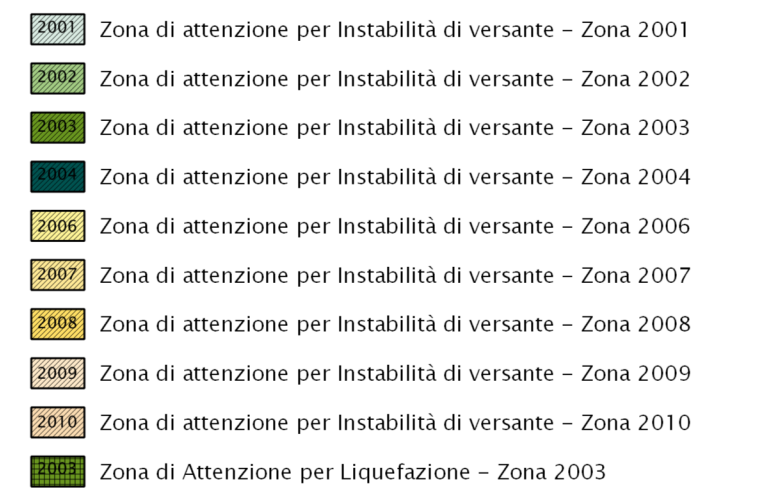 2001 Zona di attenzione per Instabilità di versante – Zona 2001
2002 Zona di attenzione per Instabilità di versante – Zona 2002
2003 Zona di attenzione per Instabilità di versante – Zona 2003
2004 Zona di attenzione per Instabilità di versante – Zona 2004
2006 Zona di attenzione per Instabilità di versante – Zona 2006
2007 Zona di attenzione per Instabilità di versante – Zona 2007
2008 Zona di attenzione per Instabilità di versante – Zona 2008
2009 Zona di attenzione per Instabilità di versante – Zona 2009
2010 Zona di attenzione per Instabilità di versante – Zona 2010
2003 Zona di Attenzione per Liquefazione – Zona 2003